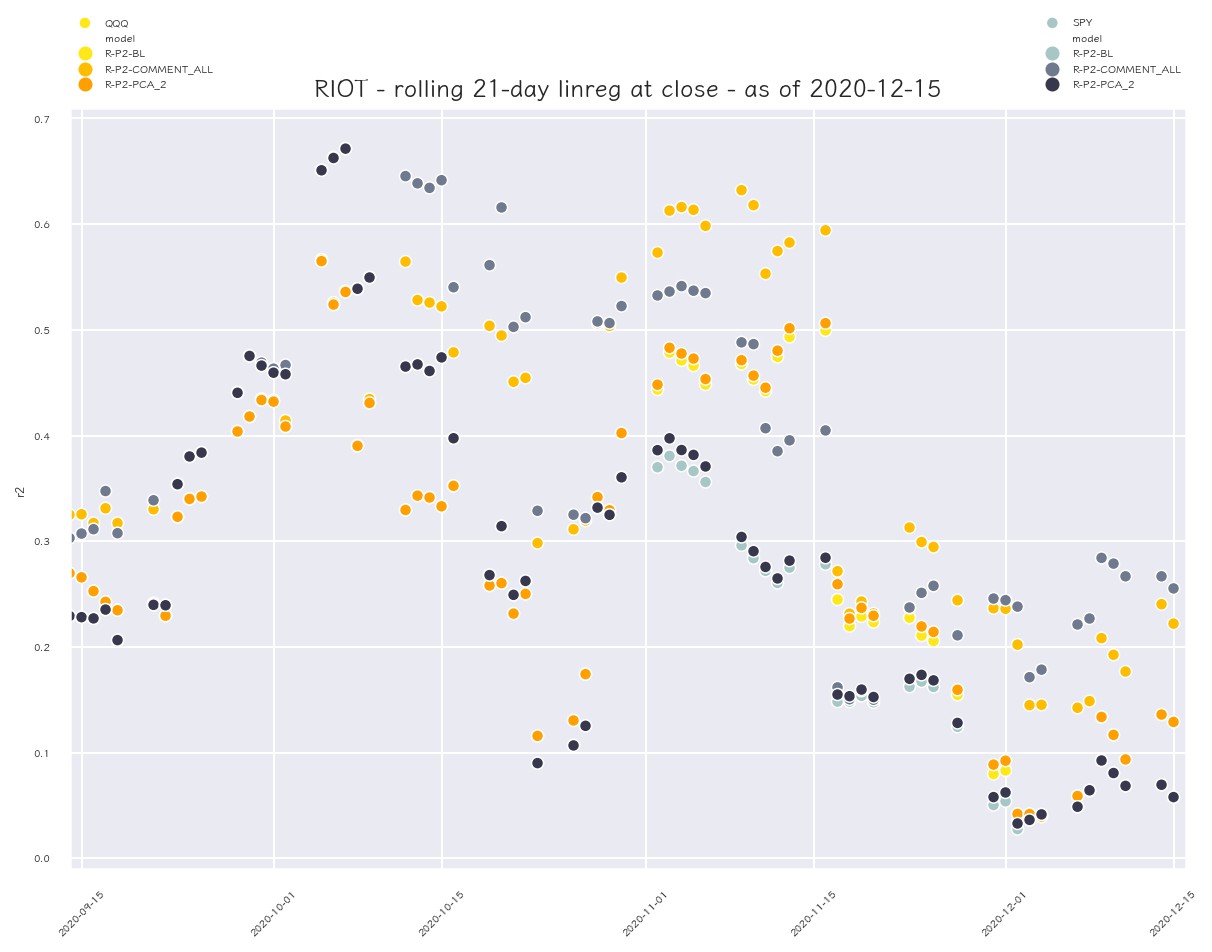 QQQ
model
R-P2-BL
R-P2-COMMENT_ALL
R-P2-PCA_2
SPY
model
R-P2-BL
R-P2-COMMENT_ALL
R-P2-PCA_2
RIOT - rolling 21-day linreg at close - as of 2020-12-15
0.7
0.6
0.5
0.4
0.3
0.2
0.1
0.0
r2
2020-09-15
2020-10-01
2020-10-15
2020-11-01
2020-11-15
2020-12-01
2020-12-15